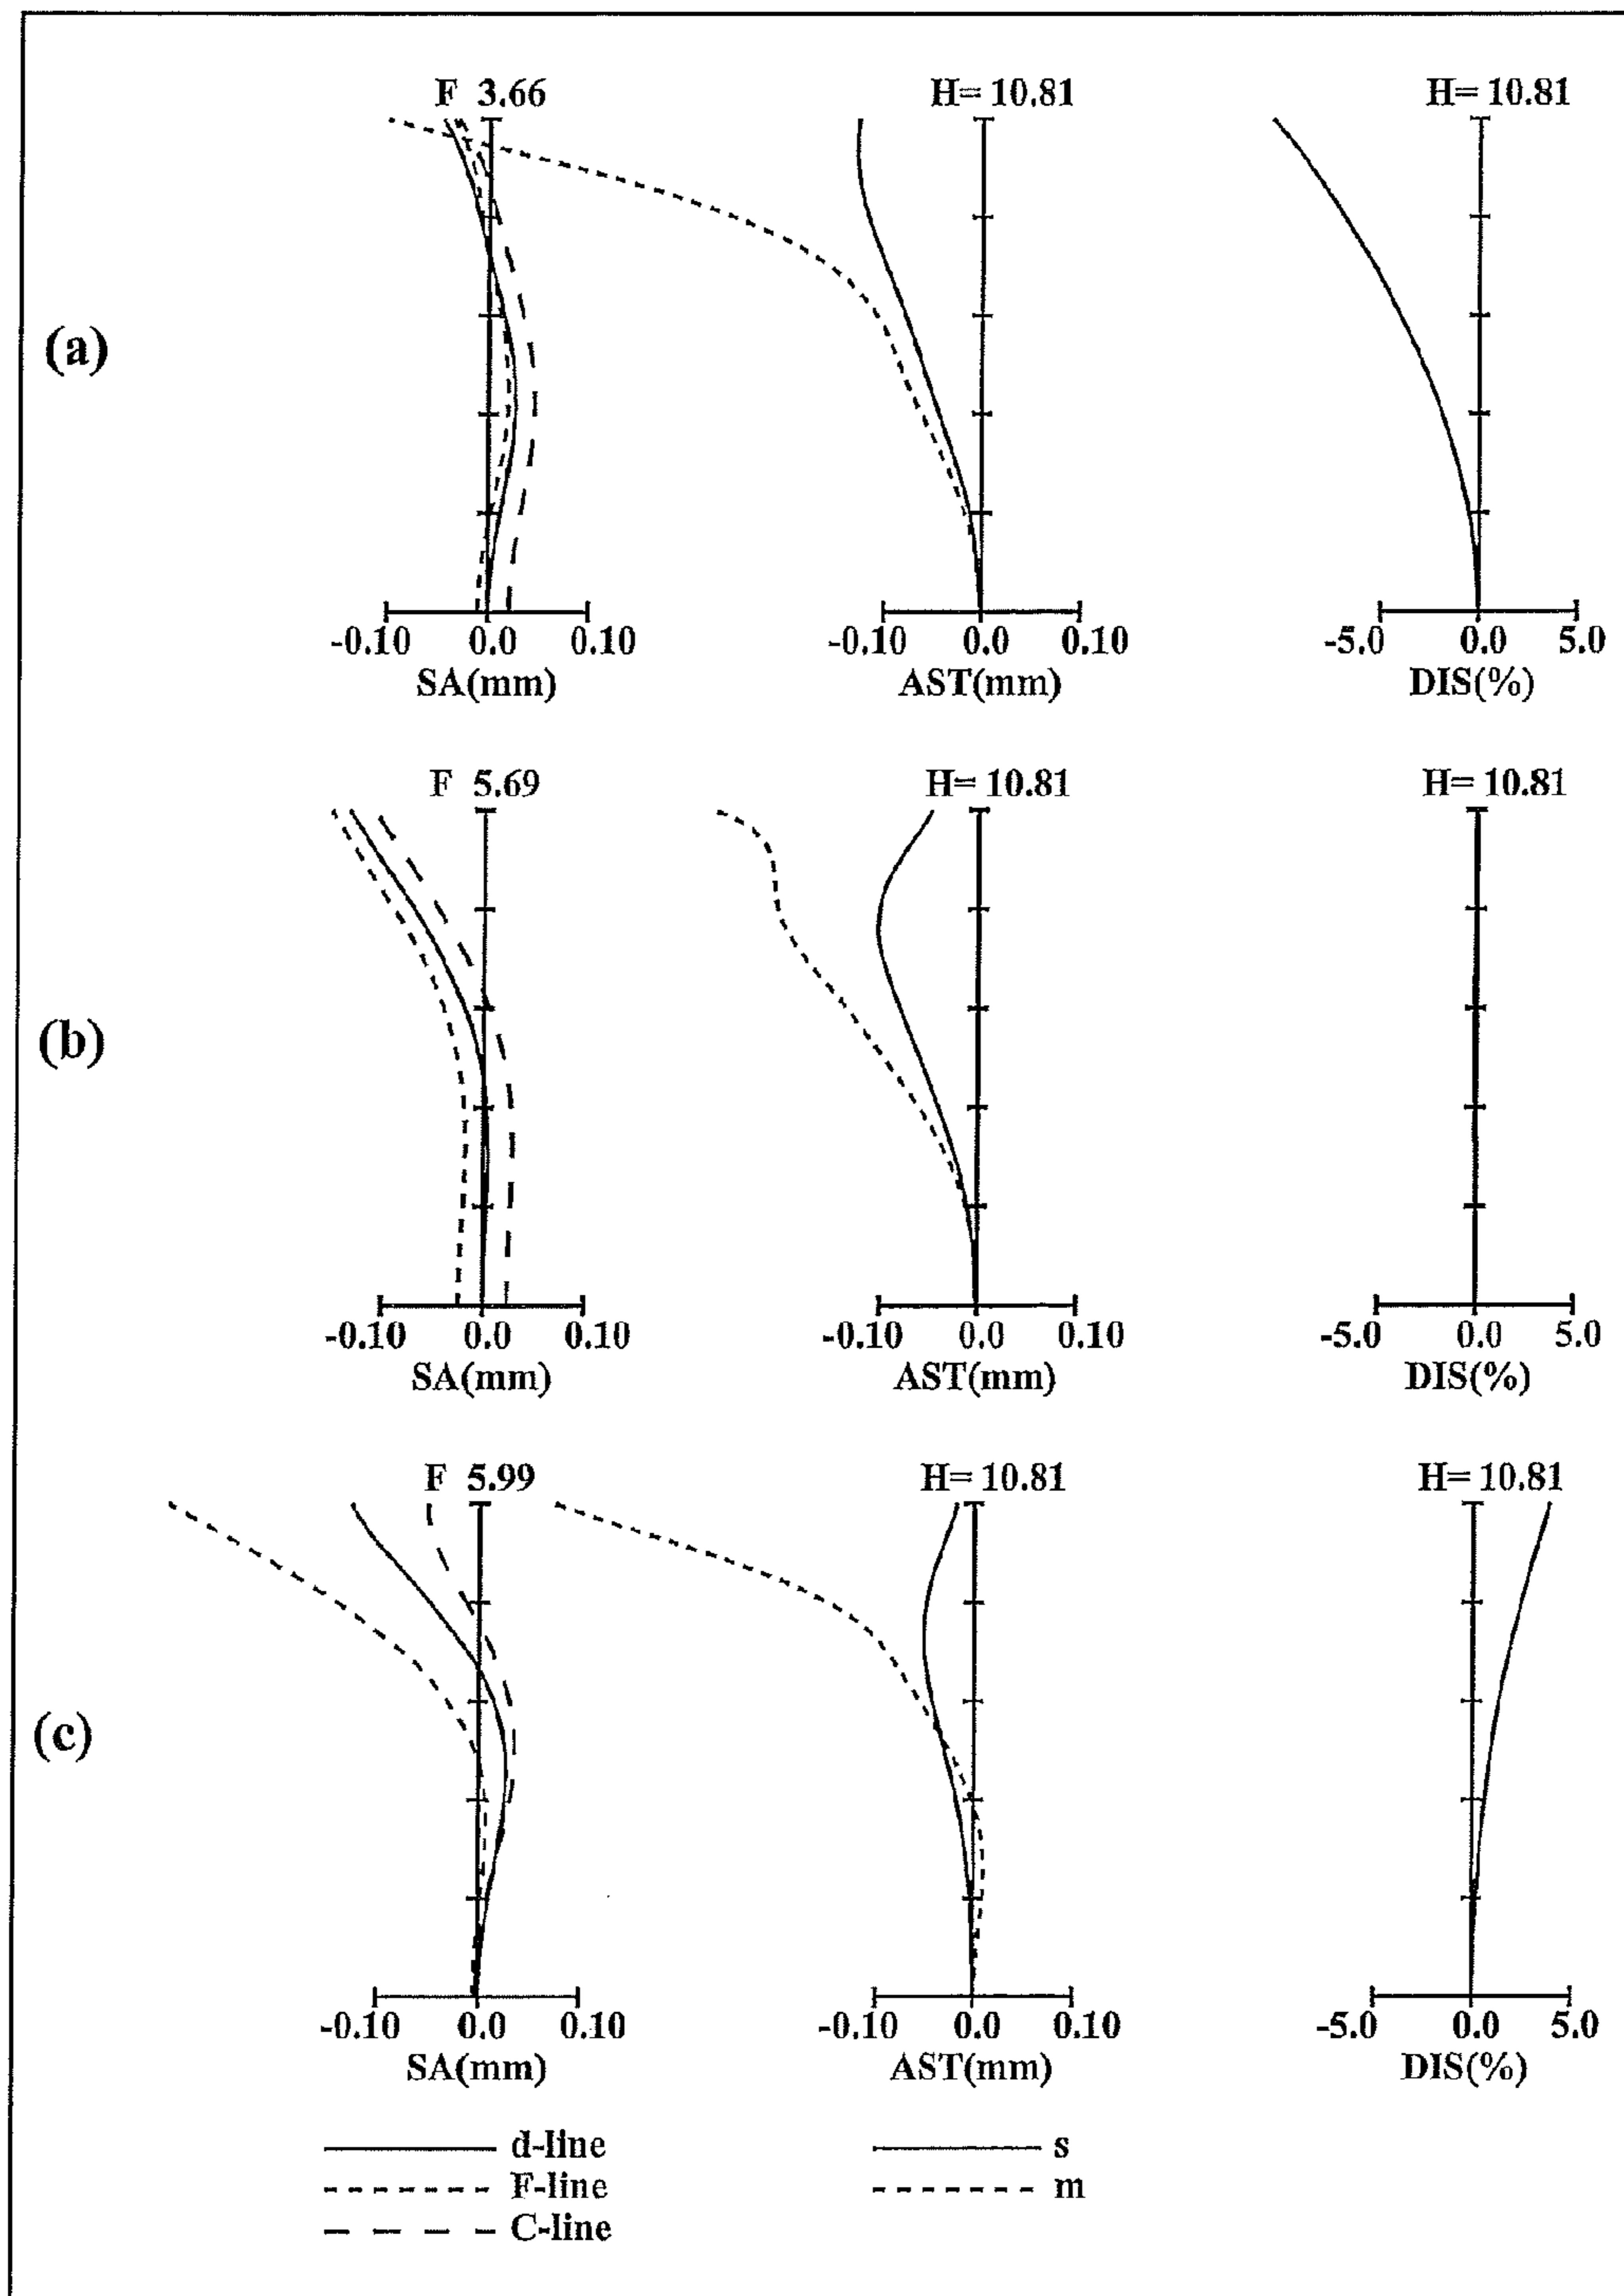 F 3.66 H= 10.81 H= 10.81
(a)
-0.10 0.0 0.10 -0.10 0.0 0.10 -5.0 0.0 5.0
SA(mm) AST(mm) DIS(%)
F 5.69 H= 10.81 H= 10.81
(b)
-0.10 0.0 0.10 -0.10 0.0 0.10 -5.0 0.0 5.0
SA(mm) AST(mm) DIS(%)
F 5.99 H= 10.81 H= 10.81
(c)
-0.10 0.0 0.10 -0.10 0.0 0.10 -5.0 0.0 5.0
SA(mm) AST(mm) DIS(%)
d-line s
F-line m
C-line